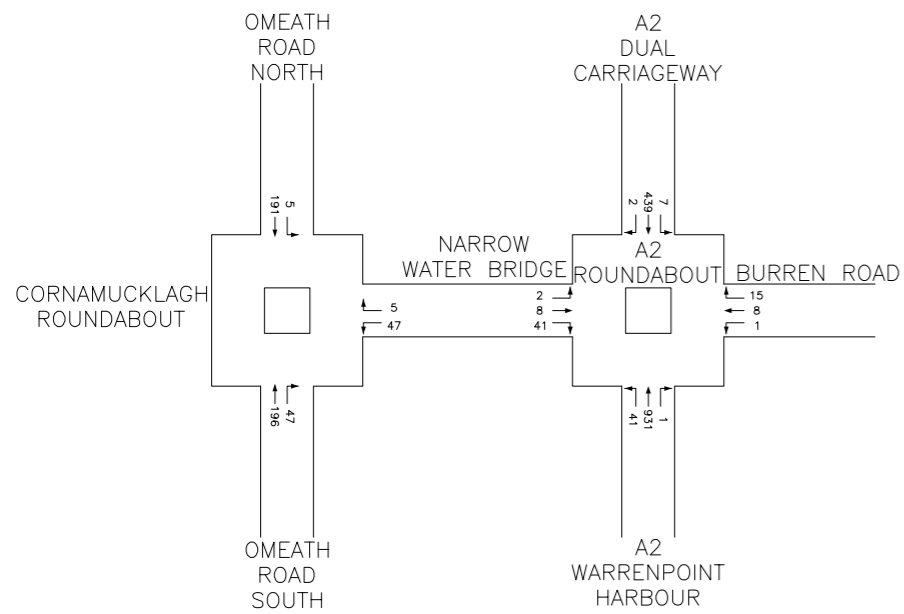 OMEATH
ROAD
NORTH
A2
DUAL
CARRIAGEWAY
191
5
2
439
7
NARROW
WATER BRIDGE
A2
ROUNDABOUT
BURREN ROAD
CORNAMUCKLAGH
ROUNDABOUT
5
47
2
8
41
15
8
1
196
47
41
931
1
OMEATH
ROAD
SOUTH
A2
WARRENPOINT
HARBOUR